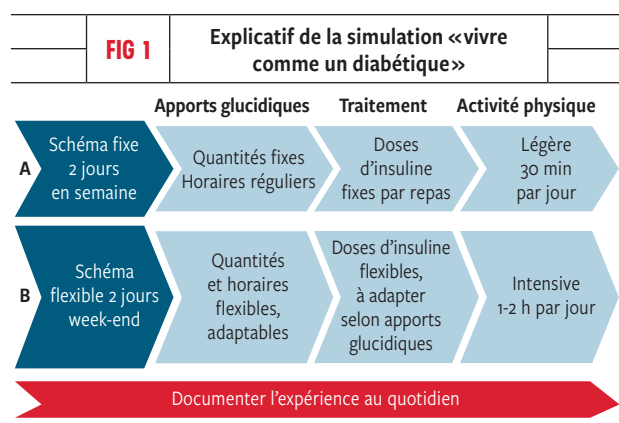 FIG 1
Explicatif de la simulation «vivre
comme un diabétique»
Apports glucidiques
Traitement
Activité physique
A
Schéma fixe
2 jours
en semaine
Quantités fixes
Horaires réguliers
Doses
d'insuline
fixes par repas
Légère
30 min
par jour
B
Schéma
flexible 2 jours
week-end
Quantités
et horaires
flexibles,
adaptables
Doses d'insuline
flexibles,
à adapter
selon apports
glucidiques
Intensive
1-2 h par jour
Documenter l'expérience au quotidien